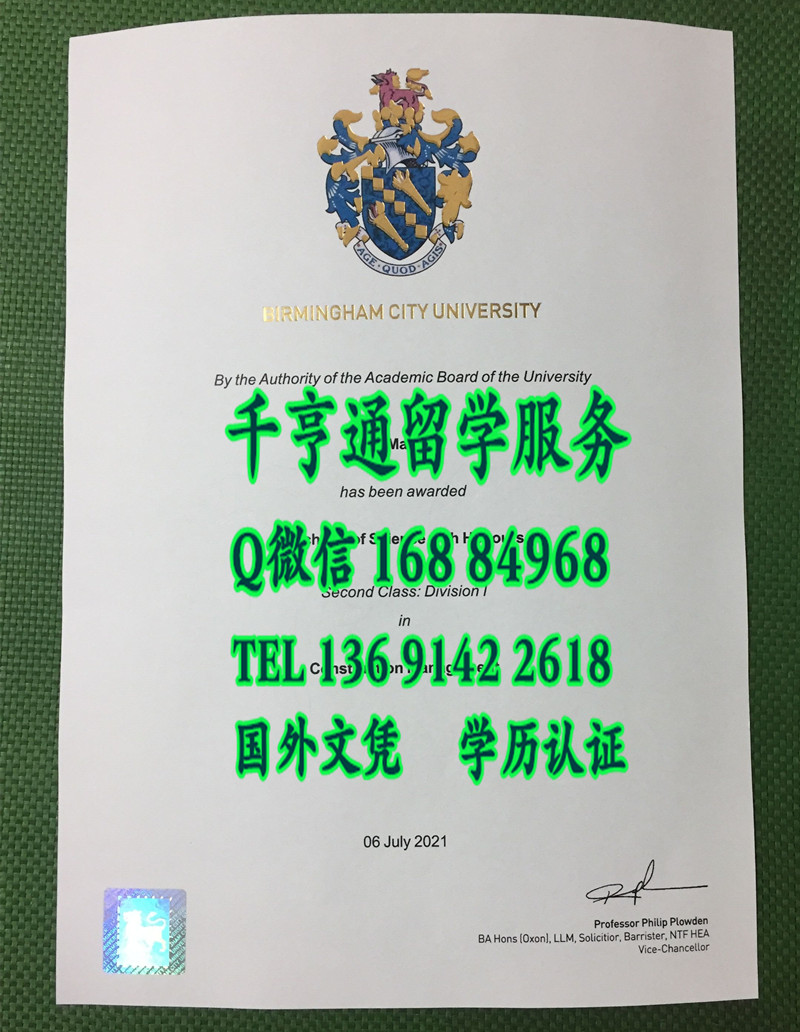 AGE · QUOD · AGIS
BIRMINGHAM CITY UNIVERSITY
By the Authority of the Academic Board of the University
千亨通留学服务
has been awarded
Q微信 168 84968
Second Class: Division I
in
TEL 136 9142 2618
Construction Management
国外文凭 学历认证
06 July 2021
Professor Philip Plowden
BA Hons (Oxon), LLM, Solicitior, Barrister, NTF HEA
Vice-Chancellor